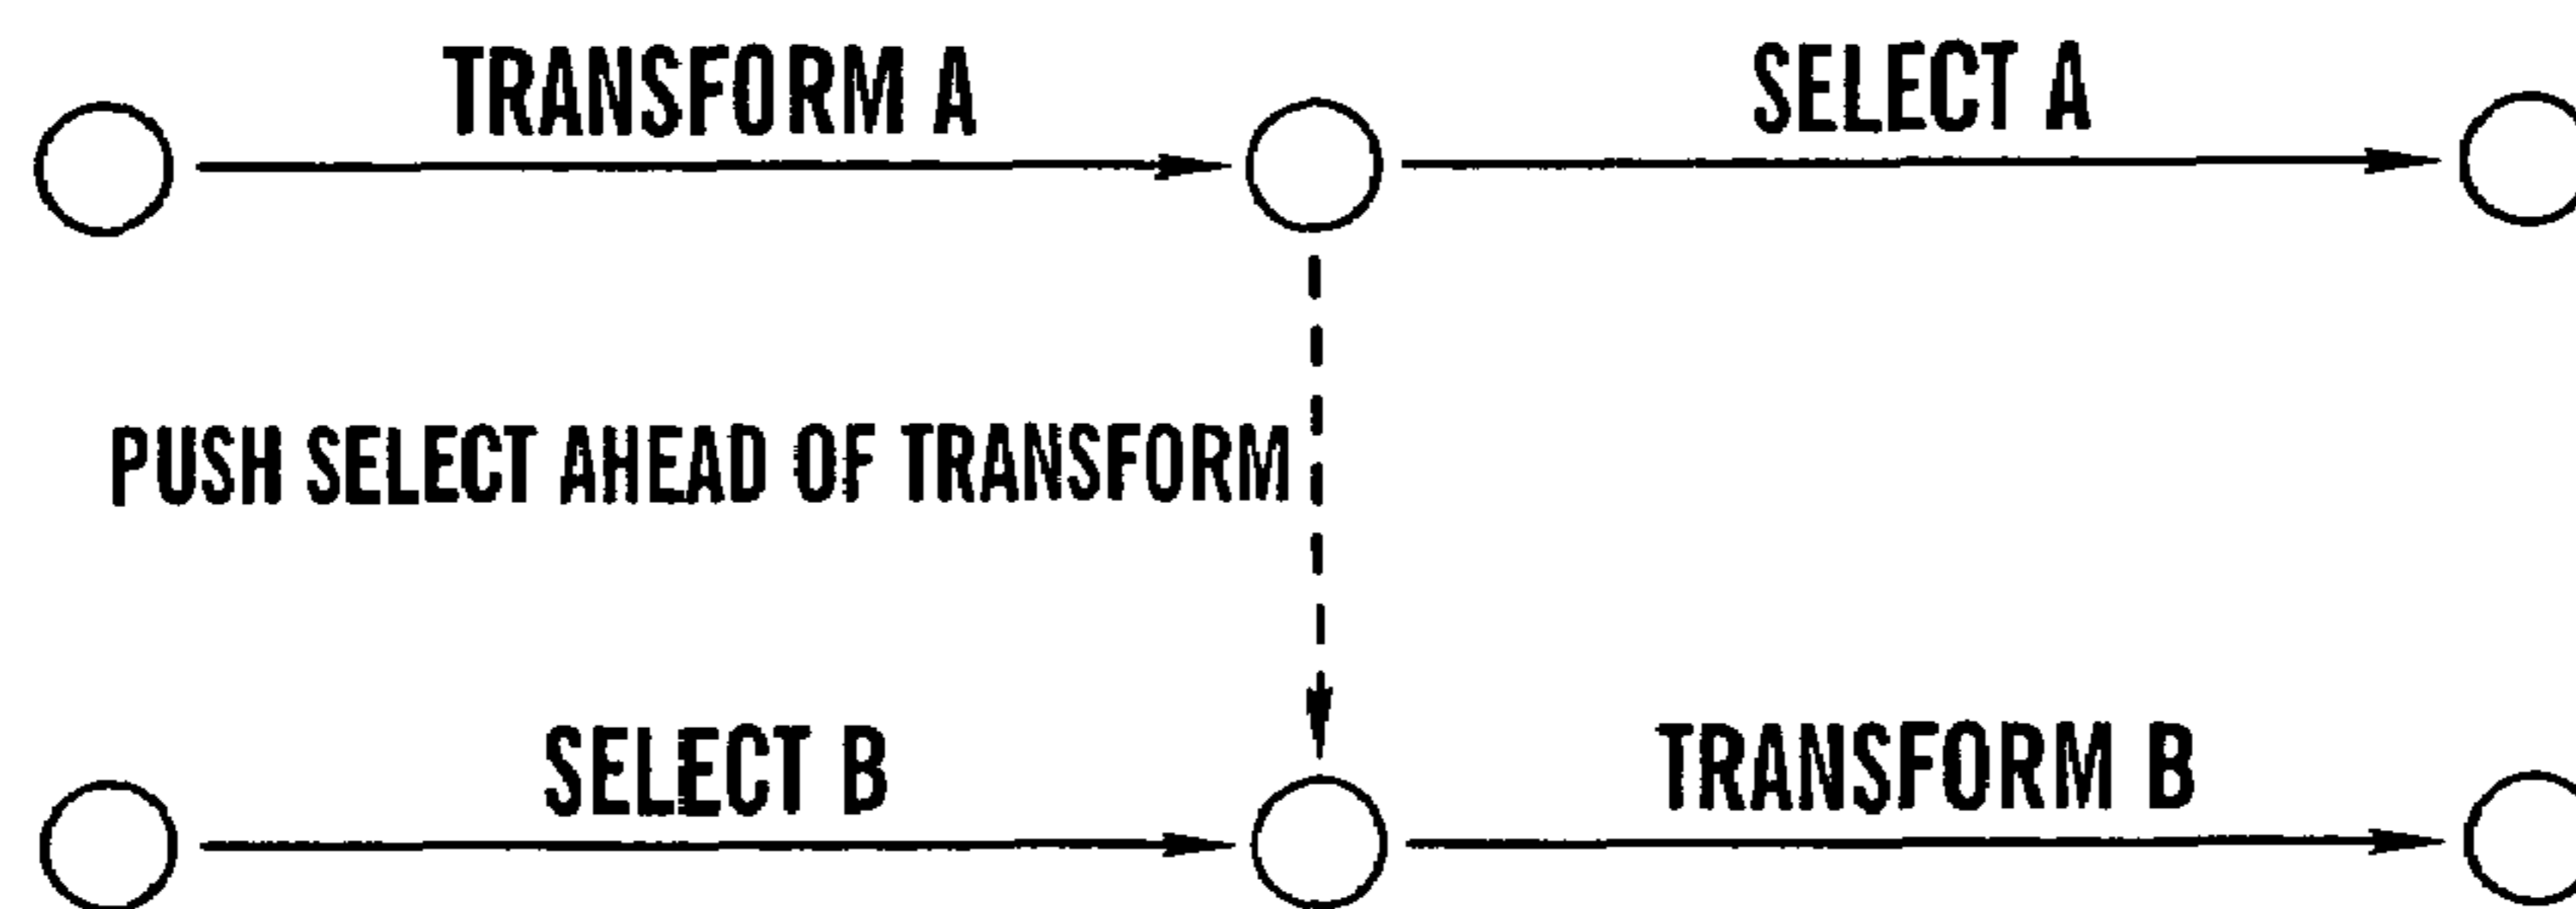 TRANSFORM A
SELECT A
PUSH SELECT AHEAD OF TRANSFORM
SELECT B
TRANSFORM B